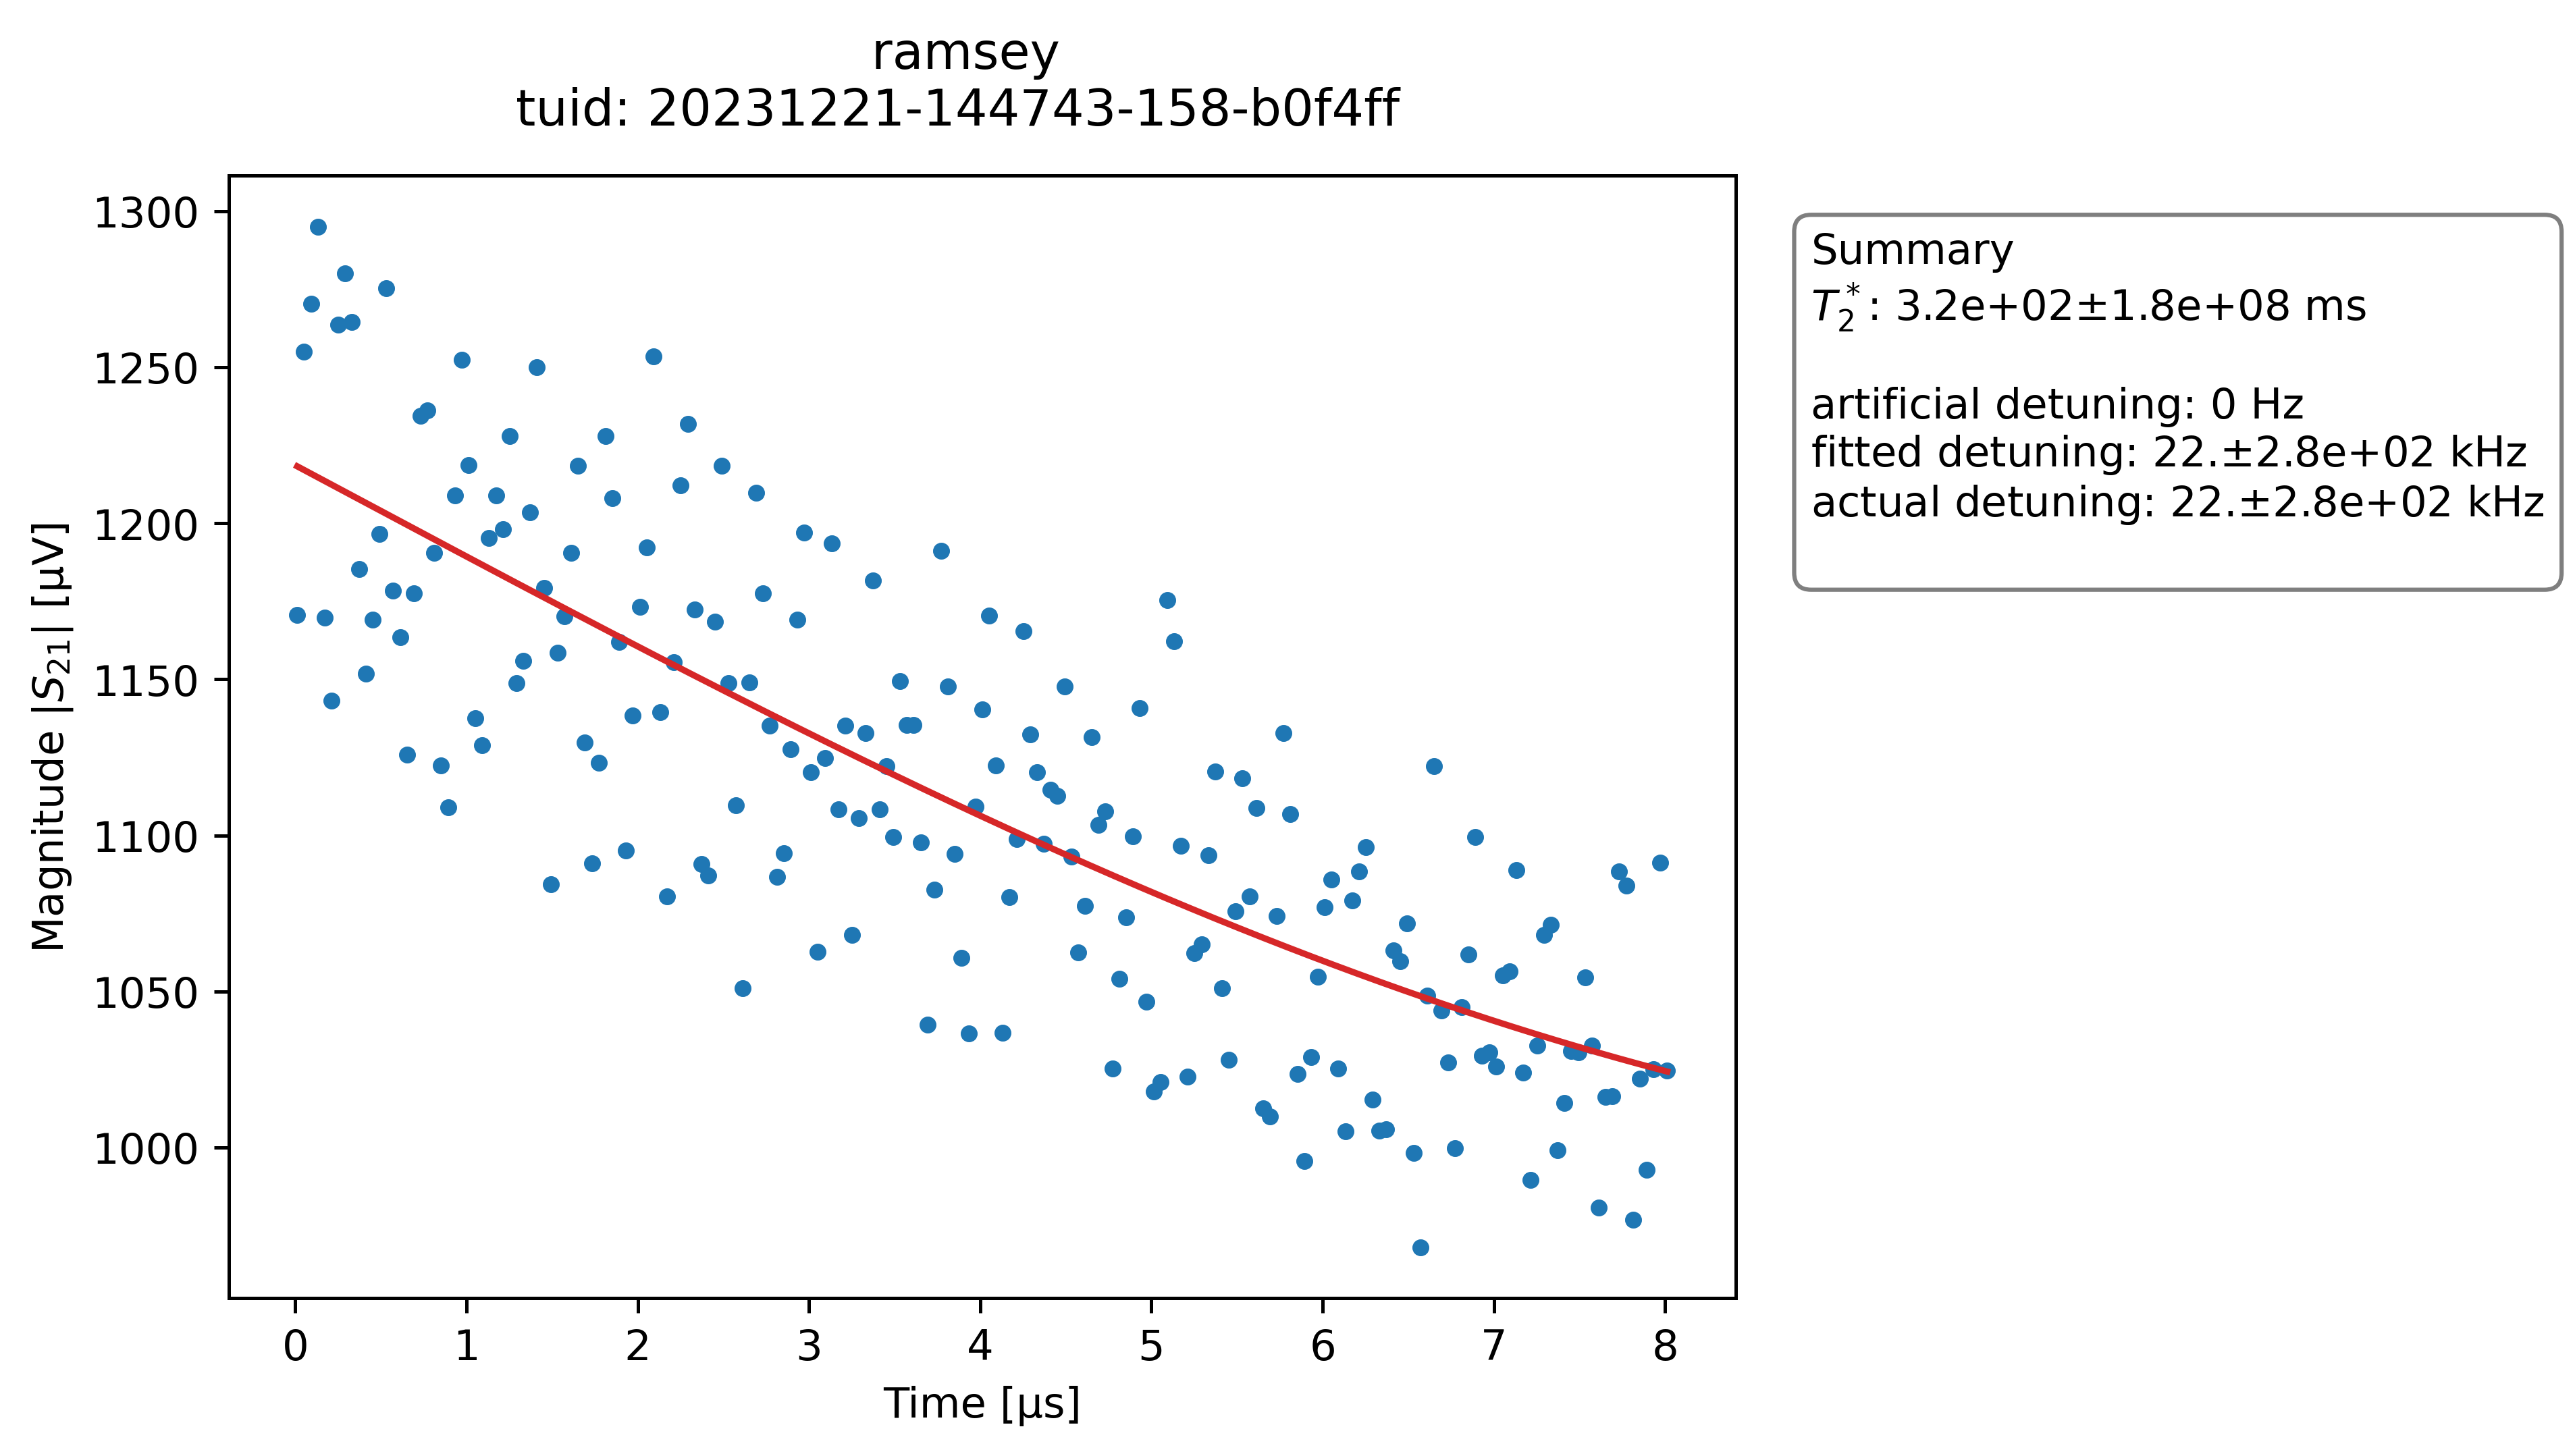 ramsey
tuid: 20231221-144743-158-b0f4ff
Magnitude |S21| [μV]
1300
1250
1200
1150
1100
1050
1000
0 1 2 3 4 5 6 7 8
Time [μs]
Summary
T2*: 3.2e+02±1.8e+08 ms
artificial detuning: 0 Hz
fitted detuning: 22.±2.8e+02 kHz
actual detuning: 22.±2.8e+02 kHz